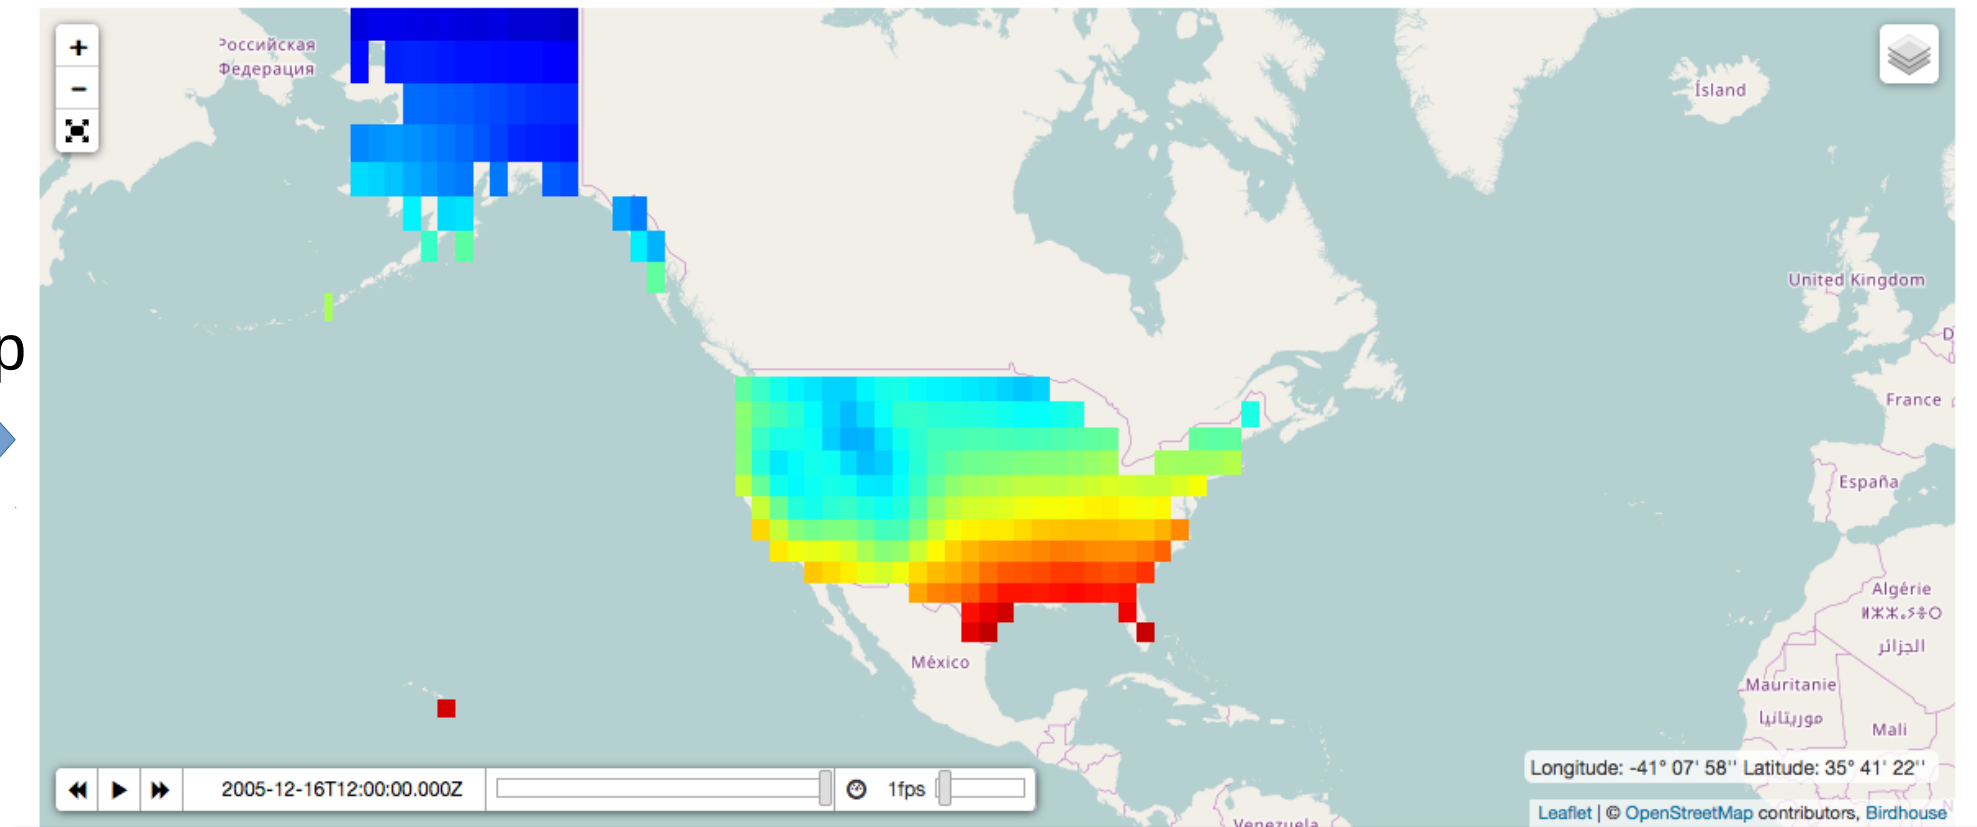 +
−
Российская
Федерация
Ísland
United Kingdom
p
France
España
Algérie
ⵍⵣⵣⴰⵢⴻⵔ
الجزائر
México
Mauritanie
موريتانيا
Mali
2005-12-16T12:00:00.000Z
1fps
Longitude: -41° 07' 58'' Latitude: 35° 41' 22''
Leaflet | © OpenStreetMap contributors, Birdhouse
Venezuela